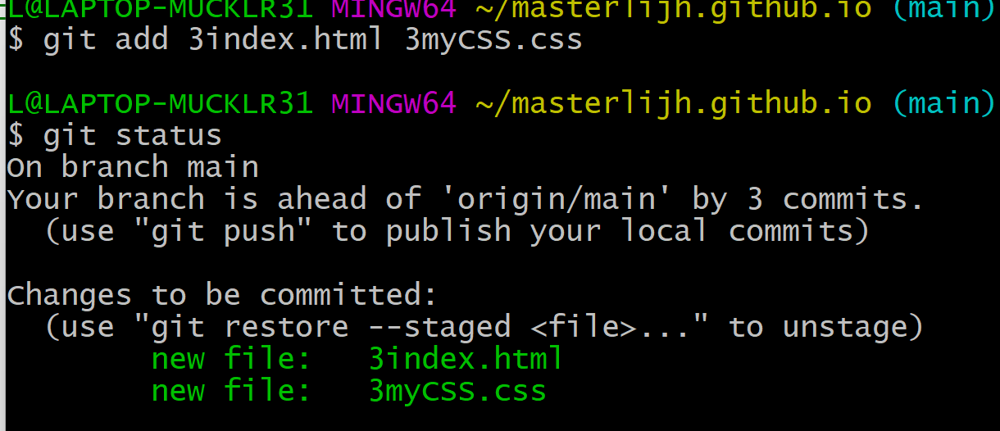 L@LAPTOP-MUCKLR31 MINGW64 ~/masterlijh.github.io (main)
$ git add 3index.html 3myCSS.css
L@LAPTOP-MUCKLR31 MINGW64 ~/masterlijh.github.io (main)
$ git status
On branch main
Your branch is ahead of 'origin/main' by 3 commits.
  (use "git push" to publish your local commits)
Changes to be committed:
  (use "git restore --staged <file>..." to unstage)
        new file:   3index.html
        new file:   3myCSS.css